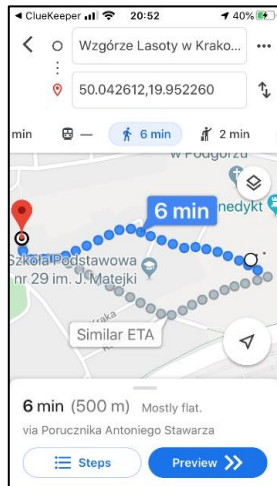 ClueKeeper 20:52 40%
Wzgórze Lasoty w Krako...
50.042612,19.952260
min — 6 min 2 min
w Podgórzu
nedykt
6 min
Szkoła Podstawowa
nr 29 im. J. Matejki
Kraka
Similar ETA
6 min (500 m) Mostly flat.
via Porucznika Antoniego Stawarza
Steps Preview